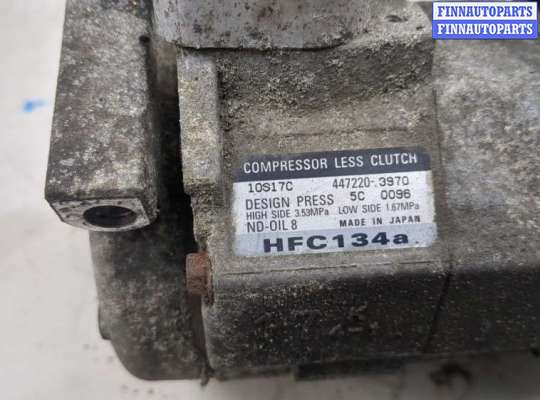 FINNAUTOPARTS
FINNAUTOPARTS
COMPRESSOR LESS CLUTCH
10S17C 447220-3970
DESIGN PRESS 5C 0096
HIGH SIDE 3.53MPa LOW SIDE 1.67MPa
ND-OIL 8 MADE IN JAPAN
HFC134a